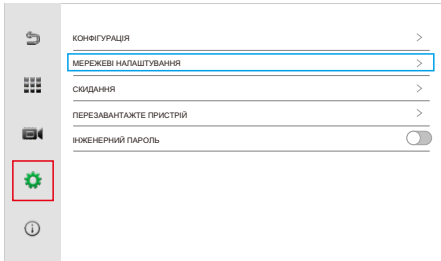 КОНФІГУРАЦІЯ
МЕРЕЖЕВІ НАЛАШТУВАННЯ
СКИДАННЯ
ПЕРЕЗАВАНТАЖТЕ ПРИСТРІЙ
ІНЖЕНЕРНИЙ ПАРОЛЬ